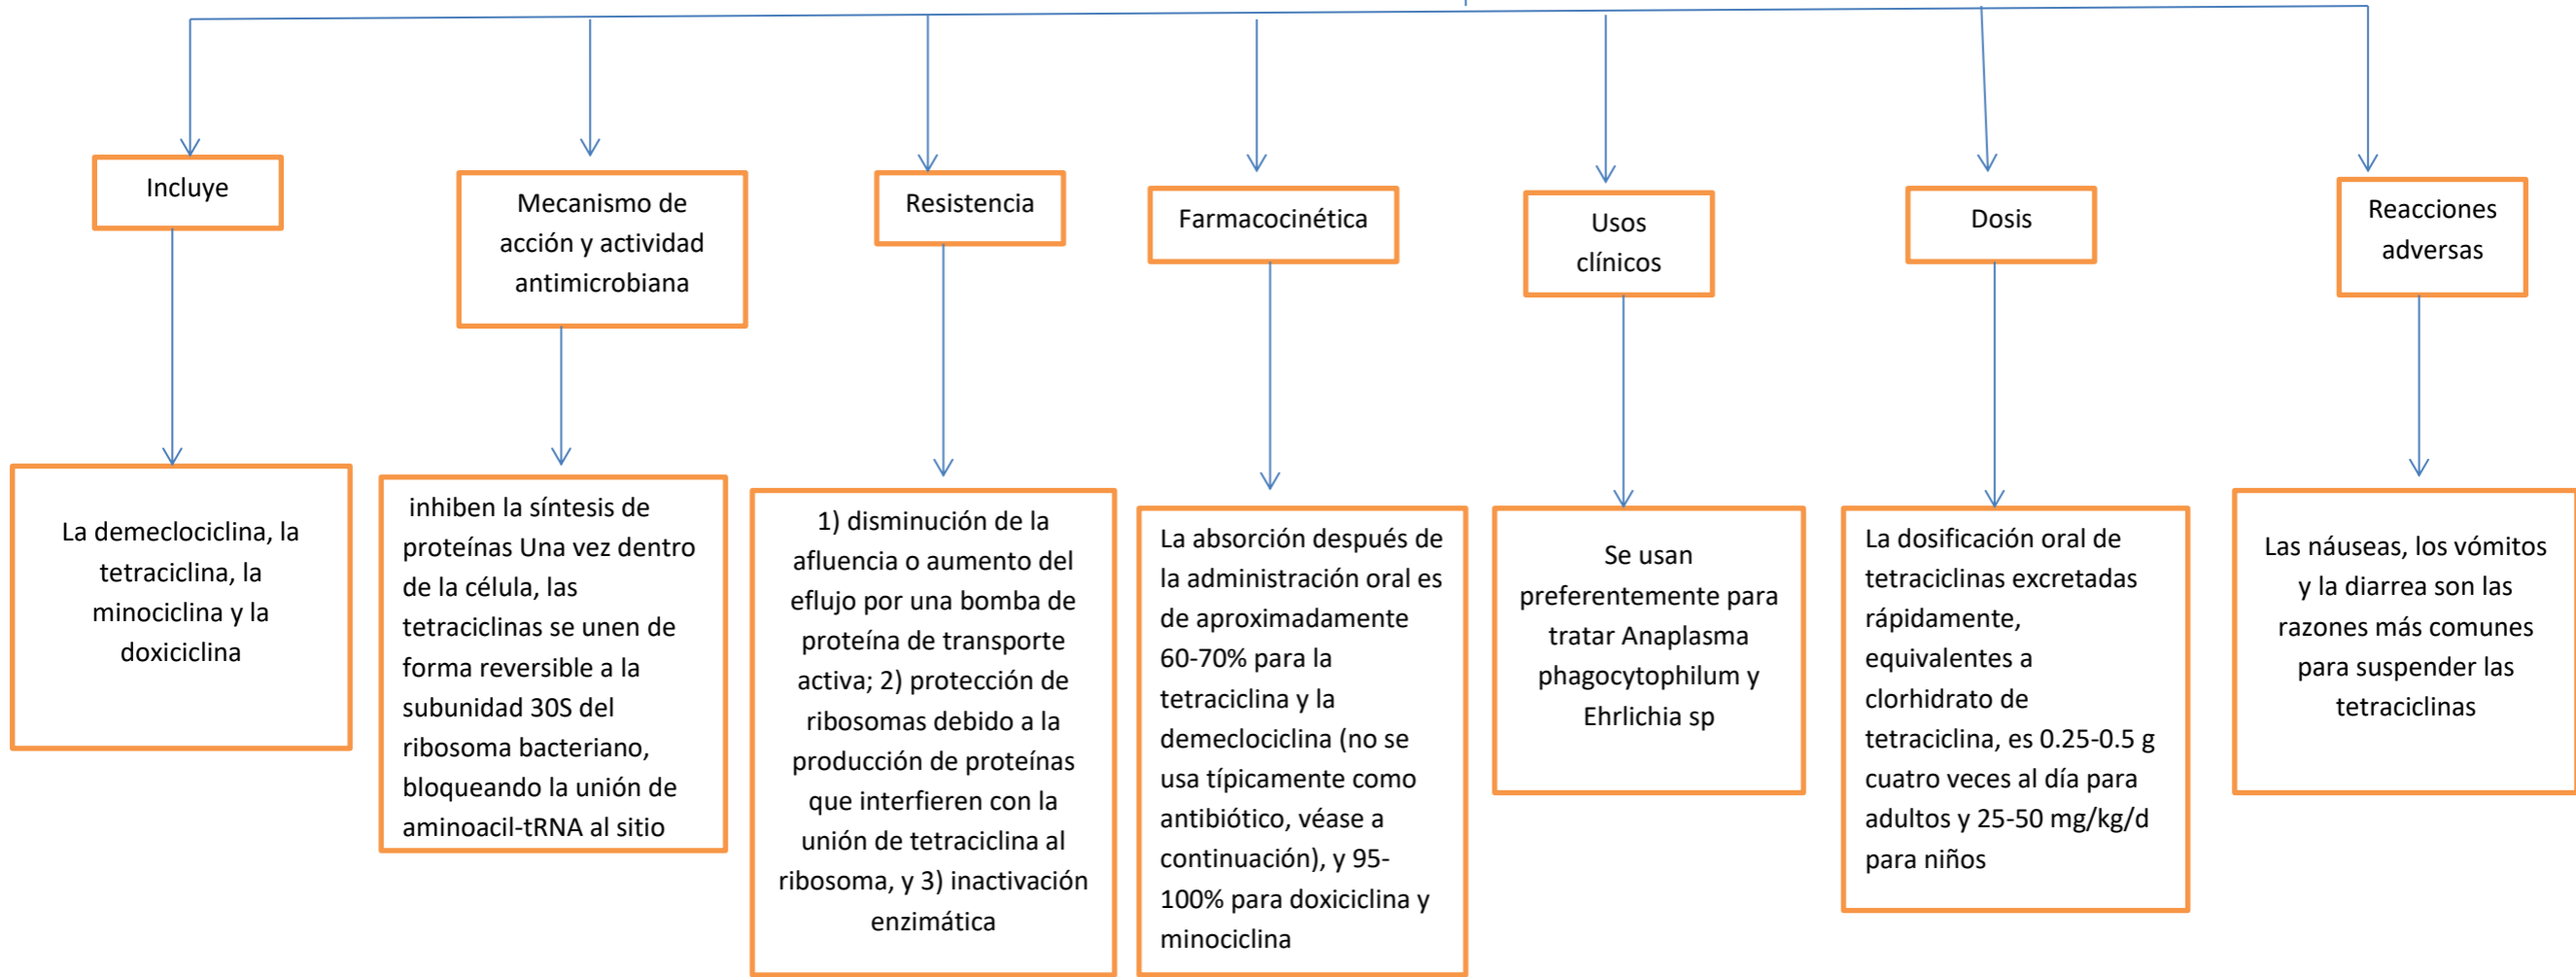 Incluye
Mecanismo de
acción y actividad
antimicrobiana
Resistencia
Farmacocinética
Usos
clínicos
Dosis
Reacciones
adversas
La demeclociclina, la
tetraciclina, la
minociclina y la
doxiciclina
inhiben la síntesis de
proteínas Una vez dentro
de la célula, las
tetraciclinas se unen de
forma reversible a la
subunidad 30S del
ribosoma bacteriano,
bloqueando la unión de
aminoacil-tRNA al sitio
1) disminución de la
afluencia o aumento del
eflujo por una bomba de
proteína de transporte
activa; 2) protección de
ribosomas debido a la
producción de proteínas
que interfieren con la
unión de tetraciclina al
ribosoma, y 3) inactivación
enzimática
La absorción después de
la administración oral es
de aproximadamente
60-70% para la
tetraciclina y la
demeclociclina (no se
usa típicamente como
antibiótico, véase a
continuación), y 95-
100% para doxiciclina y
minociclina
Se usan
preferentemente para
tratar Anaplasma
phagocytophilum y
Ehrlichia sp
La dosificación oral de
tetraciclinas excretadas
rápidamente,
equivalentes a
clorhidrato de
tetraciclina, es 0.25-0.5 g
cuatro veces al día para
adultos y 25-50 mg/kg/d
para niños
Las náuseas, los vómitos
y la diarrea son las
razones más comunes
para suspender las
tetraciclinas